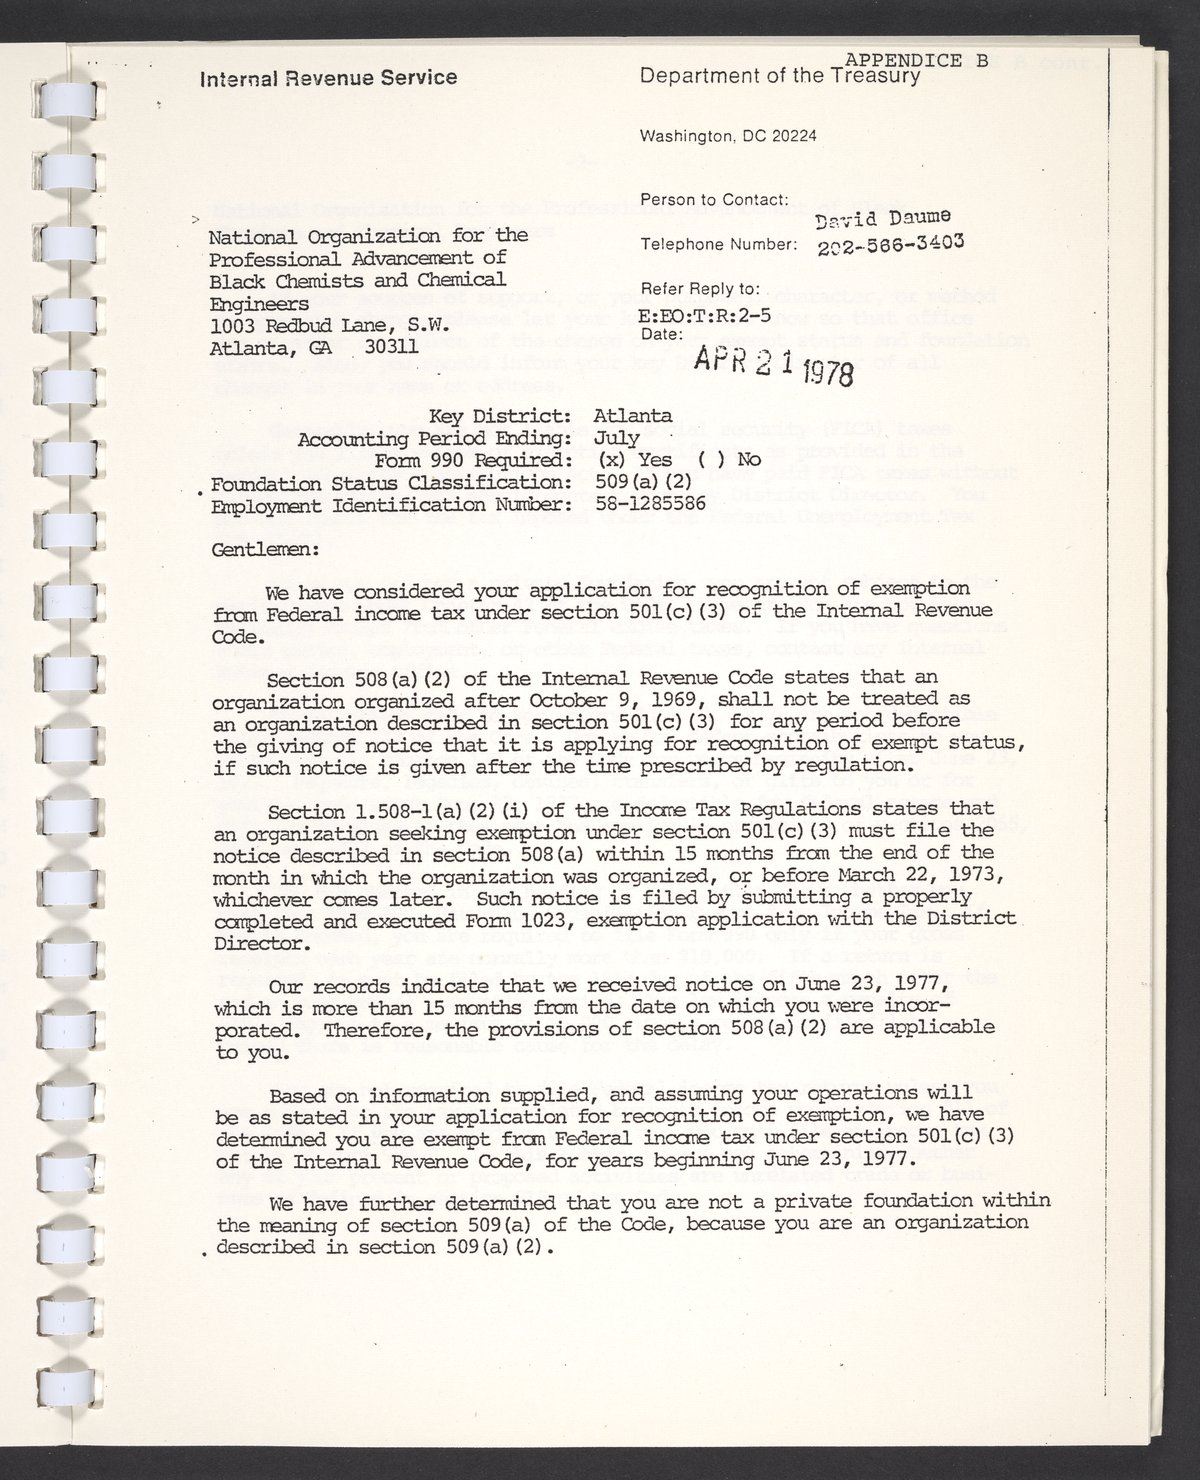 APPENDICE B
Internal Revenue Service
Department of the Treasury
Washington, DC 20224
Person to Contact:
David Daume
Telephone Number: 202-566-3403
Refer Reply to:
E:EO:T:R:2-5
Date:
APR 21 1978
National Organization for the
Professional Advancement of
Black Chemists and Chemical
Engineers
1003 Redbud Lane, S.W.
Atlanta, GA 30311
Key District: Atlanta
Accounting Period Ending: July
Form 990 Required: (x) Yes ( ) No
Foundation Status Classification: 509(a)(2)
Employment Identification Number: 58-1285586
Gentlemen:
We have considered your application for recognition of exemption
from Federal income tax under section 501(c)(3) of the Internal Revenue
Code.
Section 508(a)(2) of the Internal Revenue Code states that an
organization organized after October 9, 1969, shall not be treated as
an organization described in section 501(c)(3) for any period before
the giving of notice that it is applying for recognition of exempt status,
if such notice is given after the time prescribed by regulation.
Section 1.508-1(a)(2)(i) of the Income Tax Regulations states that
an organization seeking exemption under section 501(c)(3) must file the
notice described in section 508(a) within 15 months from the end of the
month in which the organization was organized, or before March 22, 1973,
whichever comes later. Such notice is filed by submitting a properly
completed and executed Form 1023, exemption application with the District
Director.
Our records indicate that we received notice on June 23, 1977,
which is more than 15 months from the date on which you were incor-
porated. Therefore, the provisions of section 508(a)(2) are applicable
to you.
Based on information supplied, and assuming your operations will
be as stated in your application for recognition of exemption, we have
determined you are exempt from Federal income tax under section 501(c)(3)
of the Internal Revenue Code, for years beginning June 23, 1977.
We have further determined that you are not a private foundation within
the meaning of section 509(a) of the Code, because you are an organization
described in section 509(a)(2).